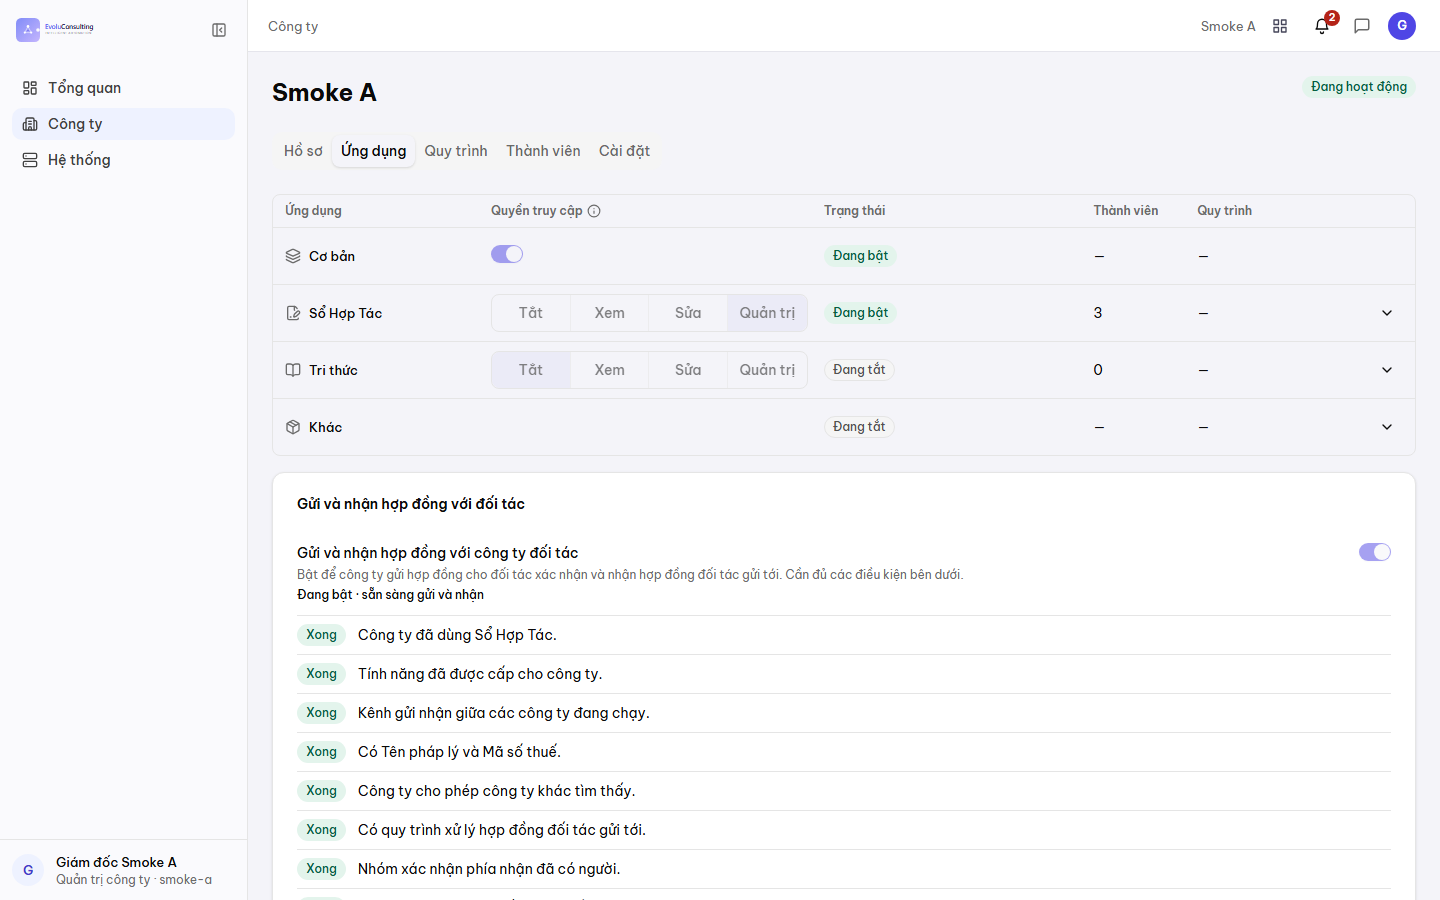 EvoluConsulting
Công ty
Smoke A
2
G
Tổng quan
Công ty
Hệ thống
Smoke A
Đang hoạt động
Hồ sơ
Ứng dụng
Quy trình
Thành viên
Cài đặt
Ứng dụng
Quyền truy cập
Trạng thái
Thành viên
Quy trình
Cơ bản
Đang bật
–
–
Sổ Hợp Tác
Tắt
Xem
Sửa
Quản trị
Đang bật
3
–
Tri thức
Tắt
Xem
Sửa
Quản trị
Đang tắt
0
–
Khác
Đang tắt
–
–
Gửi và nhận hợp đồng với đối tác
Gửi và nhận hợp đồng với công ty đối tác
Bật để công ty gửi hợp đồng cho đối tác xác nhận và nhận hợp đồng đối tác gửi tới. Cần đủ các điều kiện bên dưới.
Đang bật · sẵn sàng gửi và nhận
Xong Công ty đã dùng Sổ Hợp Tác.
Xong Tính năng đã được cấp cho công ty.
Xong Kênh gửi nhận giữa các công ty đang chạy.
Xong Có Tên pháp lý và Mã số thuế.
Xong Công ty cho phép công ty khác tìm thấy.
Xong Có quy trình xử lý hợp đồng đối tác gửi tới.
Xong Nhóm xác nhận phía nhận đã có người.
G
Giám đốc Smoke A
Quản trị công ty · smoke-a